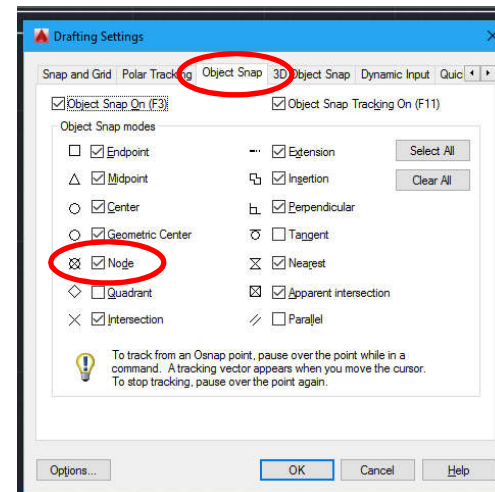 Drafting Settings
Snap and Grid Polar Tracking Object Snap 3D Object Snap Dynamic Input Quic
Object Snap On (F3) Object Snap Tracking On (F11)
Object Snap modes
Endpoint Extension Select All
Midpoint Insertion Clear All
Center Perpendicular
Geometric Center Tangent
Node Nearest
Quadrant Apparent intersection
Intersection Parallel
To track from an Osnap point, pause over the point while in a
command. A tracking vector appears when you move the cursor.
To stop tracking, pause over the point again.
Options... OK Cancel Help